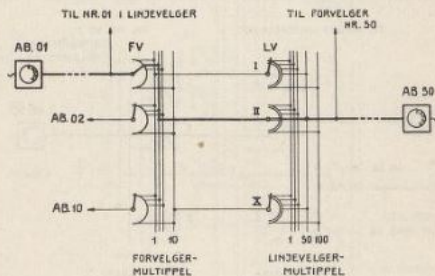 TIL NR.01 I LINJEVELGER
TIL FORVELGER
NR. 50
AB. 01
FV
LV
I
AB 50
AB.02
II
AB.10
X
1 10
1 50 100
FORVELGER-
MULTIPPEL
LINJEVELGER-
MULTIPPEL